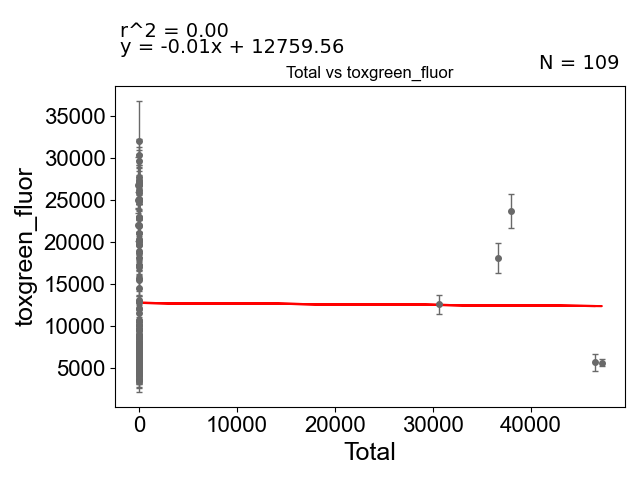 r^2 = 0.00
y = -0.01x + 12759.56
N = 109
Total vs toxgreen_fluor
35000
30000
25000
20000
15000
10000
5000
toxgreen_fluor
0
10000
20000
30000
40000
Total